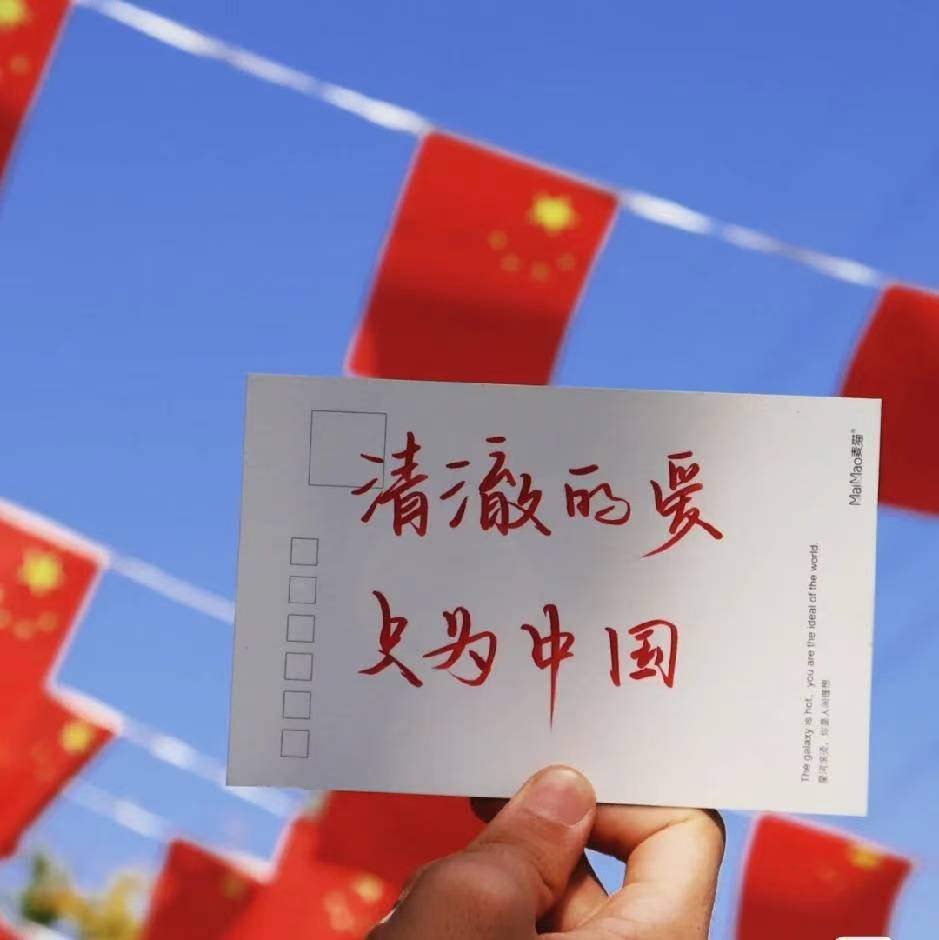 清澈的爱
只为中国
MaiMao麦猫®
The galaxy is hot, you are the ideal of the world.
星河滚烫，你是人间理想